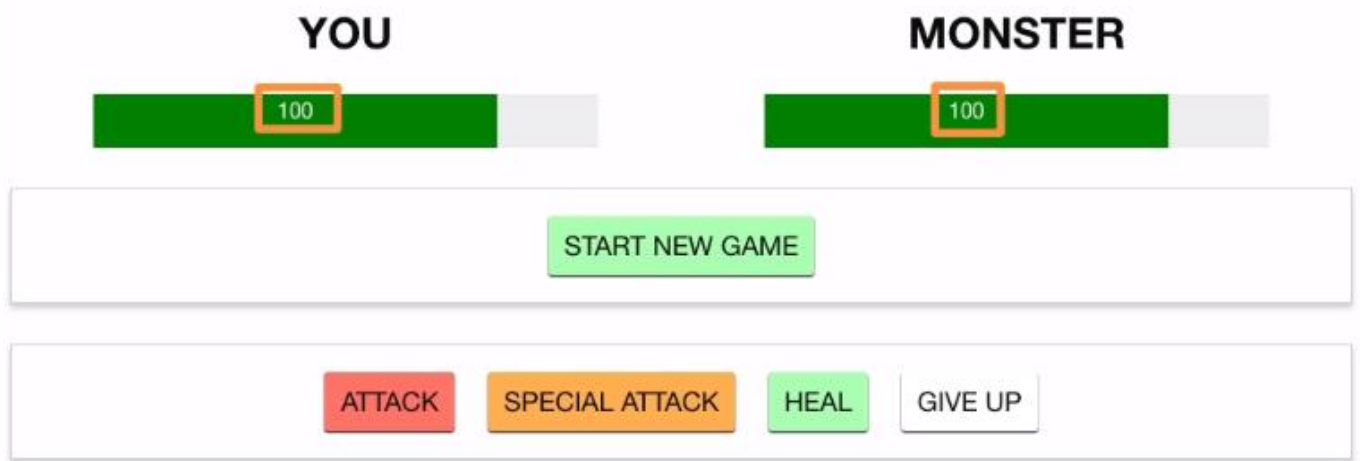 YOU MONSTER
100 100
START NEW GAME
ATTACK SPECIAL ATTACK HEAL GIVE UP